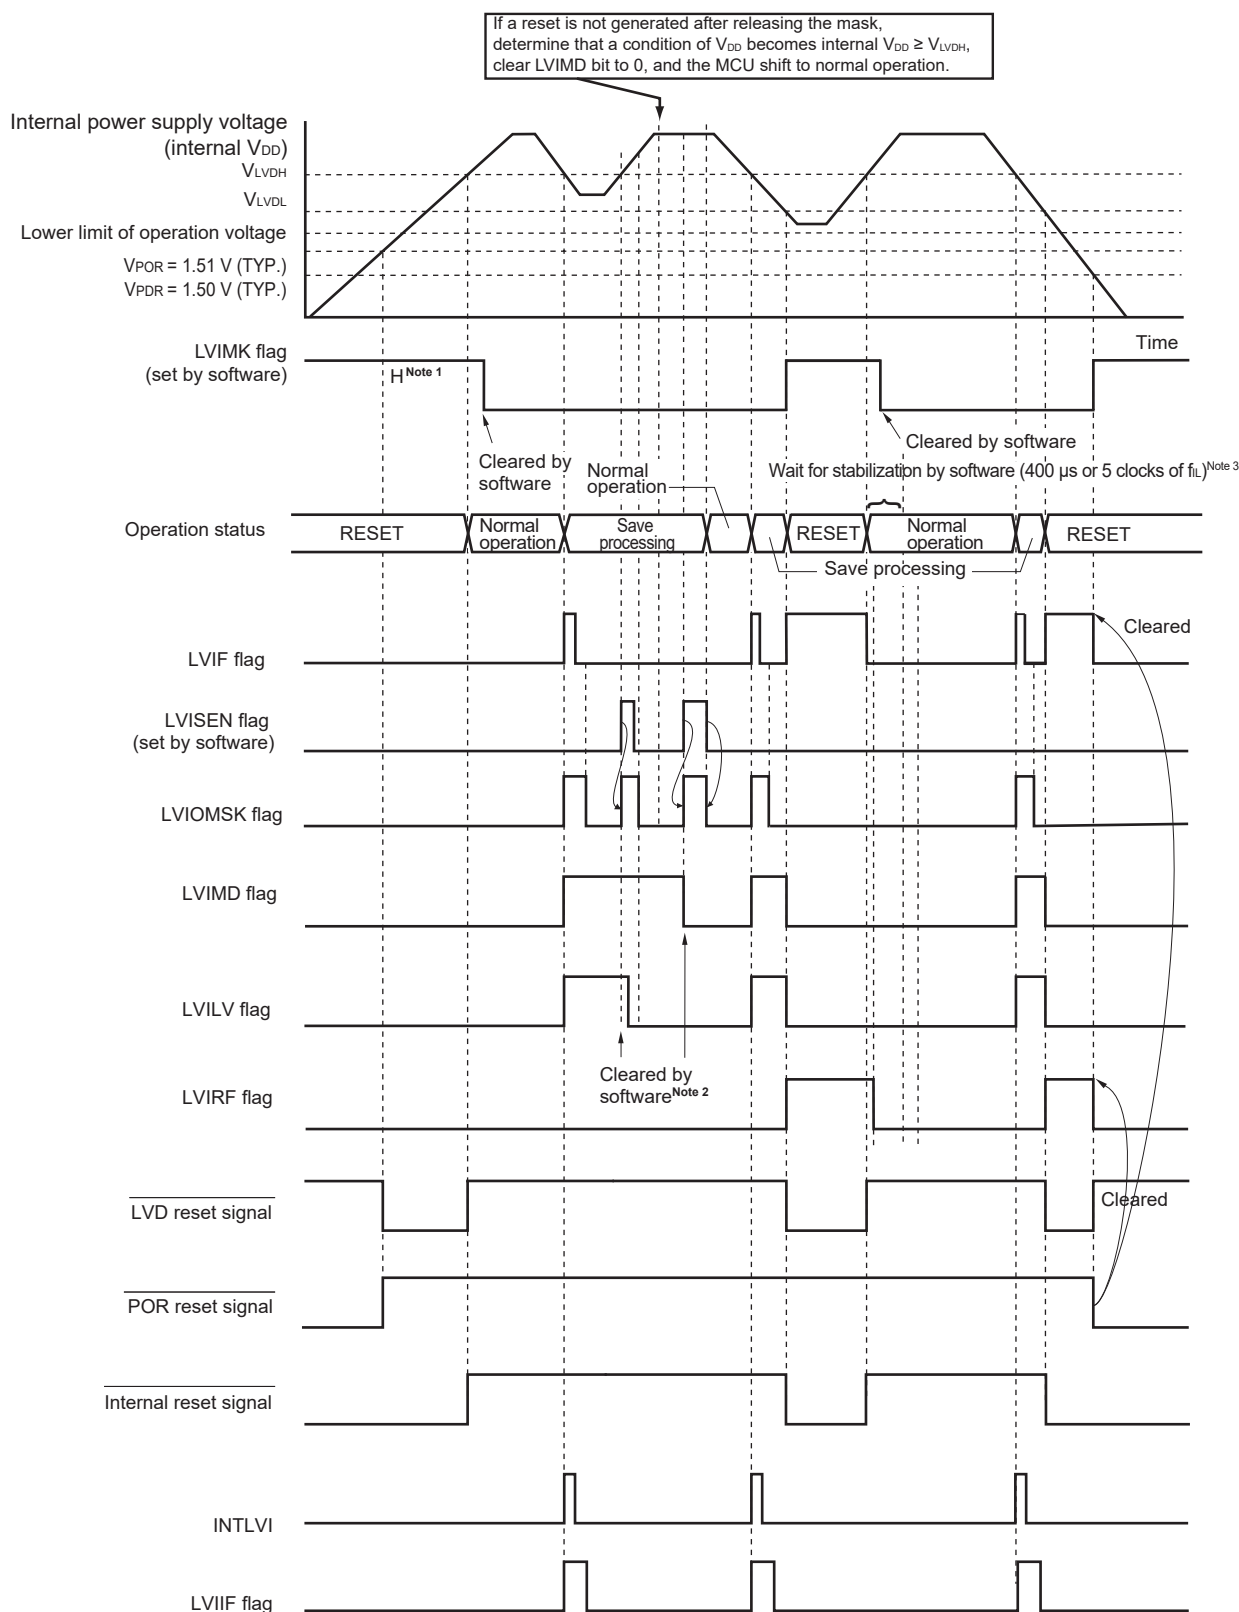 If a reset is not generated after releasing the mask,
determine that a condition of VDD becomes internal VDD ≥ VLVDH,
clear LVIMD bit to 0, and the MCU shift to normal operation.
Internal power supply voltage
(internal VDD)
VLVDH
VLVDL
Lower limit of operation voltage
VPOR = 1.51 V (TYP.)
VPDR = 1.50 V (TYP.)
Time
LVIMK flag
(set by software)
H Note 1
Cleared by
software
Normal
operation
Cleared by software
Wait for stabilization by software (400 µs or 5 clocks of fIL) Note 3
Operation status
RESET
Normal
operation
Save
processing
RESET
Normal
operation
RESET
Save processing
LVIF flag
Cleared
LVISEN flag
(set by software)
LVIOMSK flag
LVIMD flag
LVILV flag
Cleared by
software Note 2
LVIRF flag
LVD reset signal
Cleared
POR reset signal
Internal reset signal
INTLVI
LVIIF flag